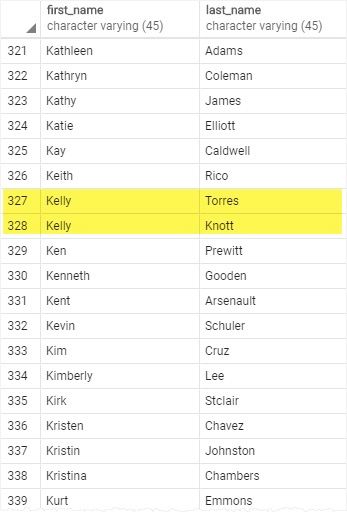 first_name last_name
character varying (45) character varying (45)
321 Kathleen Adams
322 Kathryn Coleman
323 Kathy James
324 Katie Elliott
325 Kay Caldwell
326 Keith Rico
327 Kelly Torres
328 Kelly Knott
329 Ken Prewitt
330 Kenneth Gooden
331 Kent Arsenault
332 Kevin Schuler
333 Kim Cruz
334 Kimberly Lee
335 Kirk Stclair
336 Kristen Chavez
337 Kristin Johnston
338 Kristina Chambers
339 Kurt Emmons